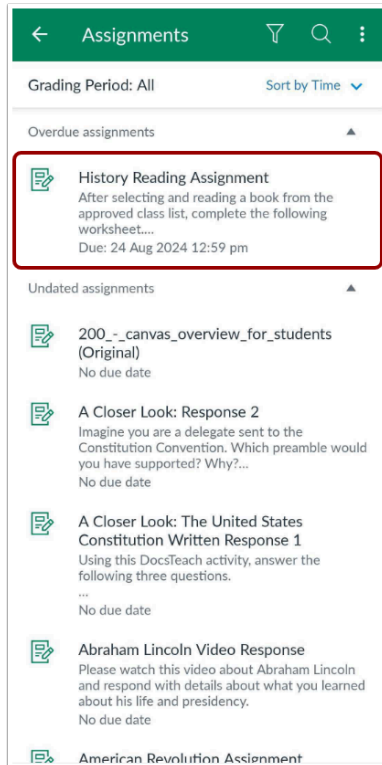 Assignments
Grading Period: All
Sort by Time
Overdue assignments
History Reading Assignment
After selecting and reading a book from the
approved class list, complete the following
worksheet....
Due: 24 Aug 2024 12:59 pm
Undated assignments
200_-_canvas_overview_for_students
(Original)
No due date
A Closer Look: Response 2
Imagine you are a delegate sent to the
Constitution Convention. Which preamble would
you have supported? Why?...
No due date
A Closer Look: The United States
Constitution Written Response 1
Using this DocsTeach activity, answer the
following three questions.
...
No due date
Abraham Lincoln Video Response
Please watch this video about Abraham Lincoln
and respond with details about what you learned
about his life and presidency.
No due date
American Revolution Assignment